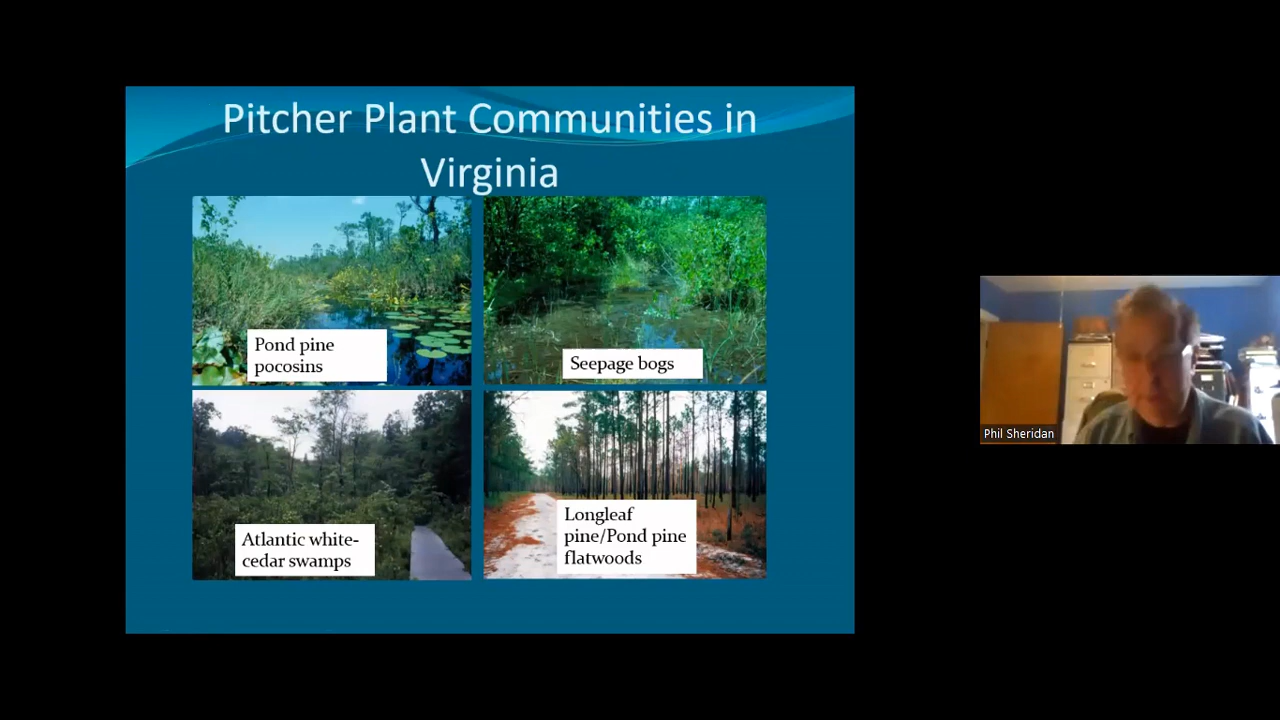 Pitcher Plant Communities in
Virginia
Pond pine
pocosins
Seepage bogs
Atlantic white-
cedar swamps
Longleaf
pine/Pond pine
flatwoods
Phil Sheridan